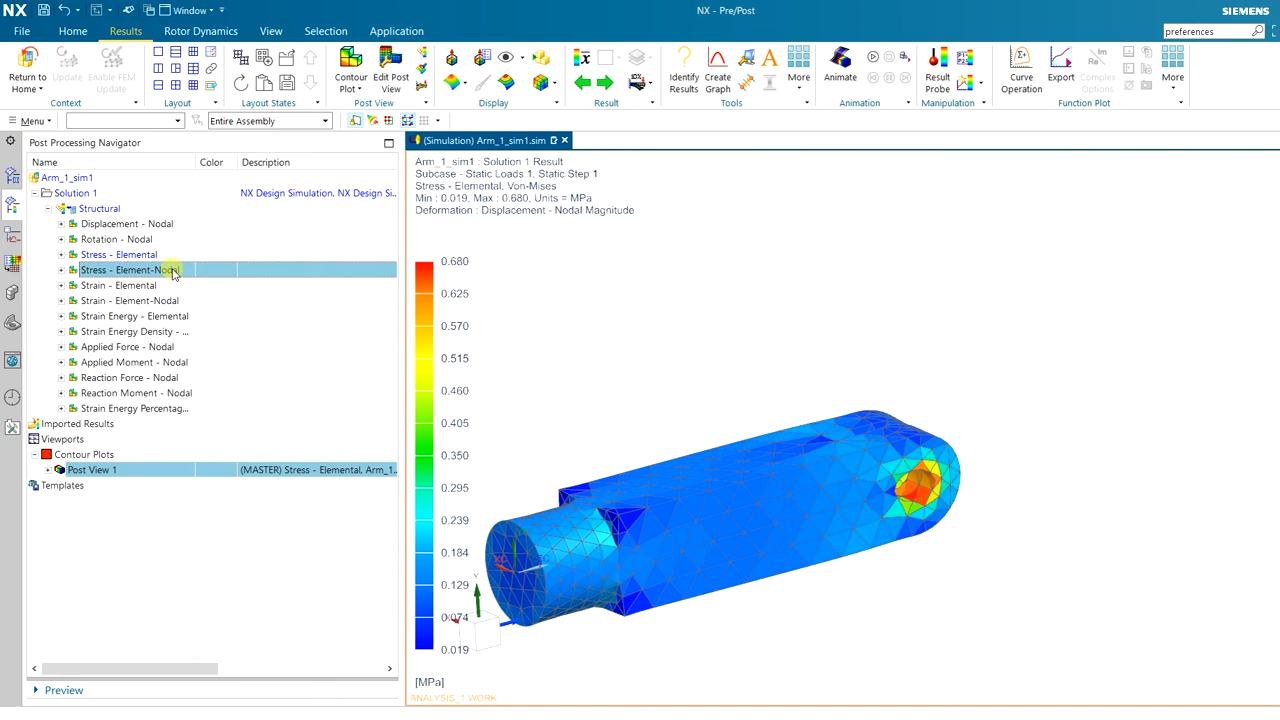 NX
Window
NX - Pre/Post
SIEMENS
File
Home
Results
Rotor Dynamics
View
Selection
Application
preferences
Return to Home
Update
Enable FEM Update
Contour Plot
Edit Post View
Identify Results
Create Graph
More
Animate
Result Probe
Curve Operation
Export
Complex Options
More
Context
Layout
Layout States
Post View
Display
Result
Tools
Animation
Manipulation
Function Plot
Menu
Entire Assembly
Post Processing Navigator
(Simulation) Arm_1_sim1.sim
Name Color Description
Arm_1_sim1
Solution 1 NX Design Simulation, NX Design Si...
Structural
Displacement - Nodal
Rotation - Nodal
Stress - Elemental
Stress - Element-Nodal
Strain - Elemental
Strain - Element-Nodal
Strain Energy - Elemental
Strain Energy Density - ...
Applied Force - Nodal
Applied Moment - Nodal
Reaction Force - Nodal
Reaction Moment - Nodal
Strain Energy Percentag...
Imported Results
Viewports
Contour Plots
Post View 1 (MASTER) Stress - Elemental, Arm_1...
Templates
Preview
Arm_1_sim1 : Solution 1 Result
Subcase - Static Loads 1, Static Step 1
Stress - Elemental, Von-Mises
Min : 0.019, Max : 0.680, Units = MPa
Deformation : Displacement - Nodal Magnitude
0.680
0.625
0.570
0.515
0.460
0.405
0.350
0.295
0.239
0.184
0.129
0.074
0.019
[MPa]
XC
Y
ANALYSIS_1 WORK